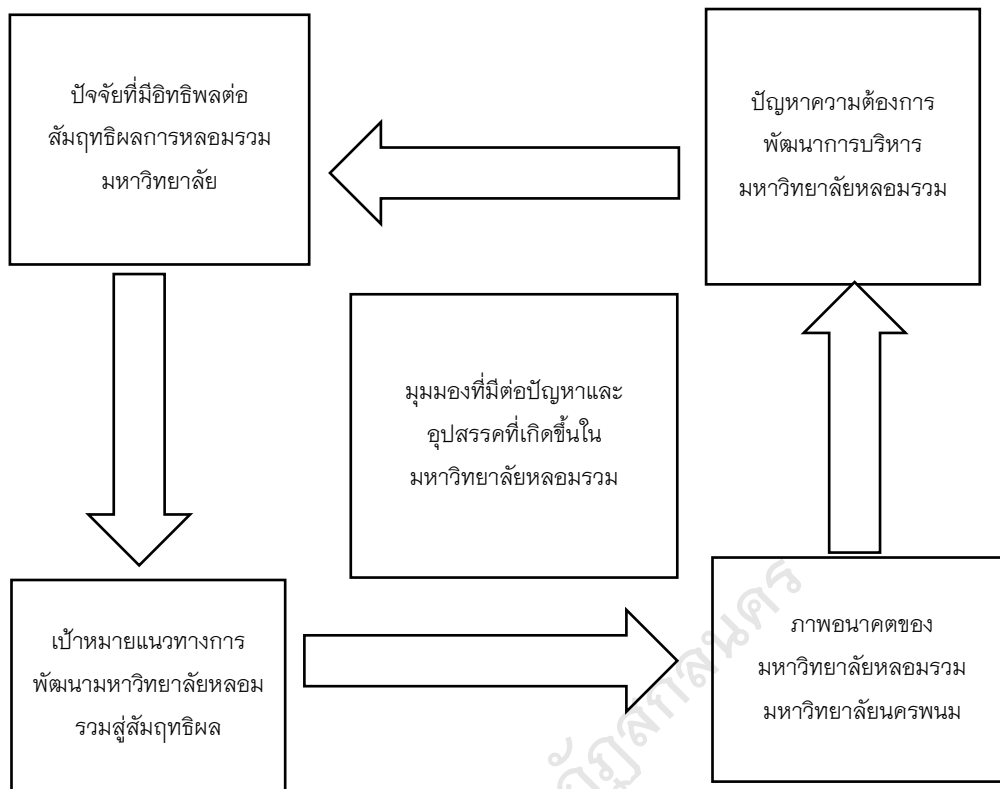 ปัจจัยที่มีอิทธิพลต่อ
สัมฤทธิผลการหลอมรวม
มหาวิทยาลัย
ปัญหาความต้องการ
พัฒนาการบริหาร
มหาวิทยาลัยหลอมรวม
มุมมองที่มีต่อปัญหาและ
อุปสรรคที่เกิดขึ้นใน
มหาวิทยาลัยหลอมรวม
เป้าหมายแนวทางการ
พัฒนามหาวิทยาลัยหลอม
รวมสู่สัมฤทธิผล
ภาพอนาคตของ
มหาวิทยาลัยหลอมรวม
มหาวิทยาลัยนครพนม